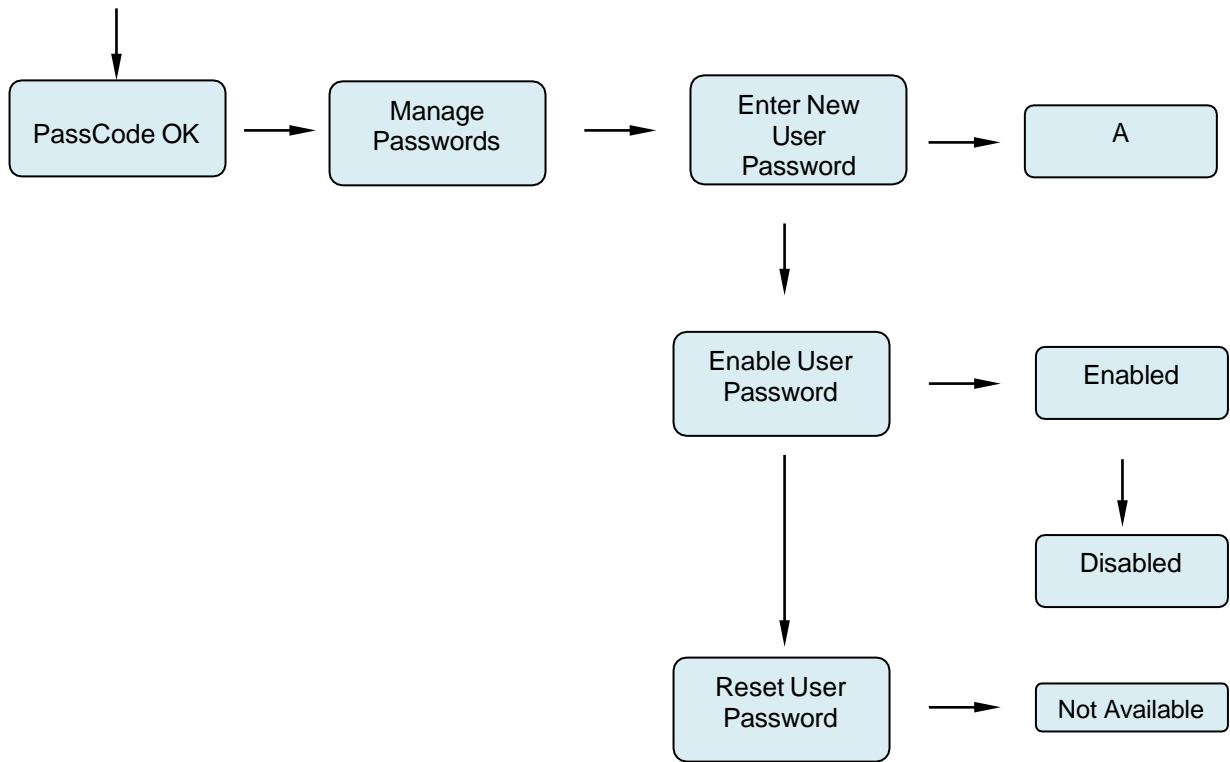 PassCode OK
Manage
Passwords
Enter New
User
Password
A
Enable User
Password
Enabled
Disabled
Reset User
Password
Not Available